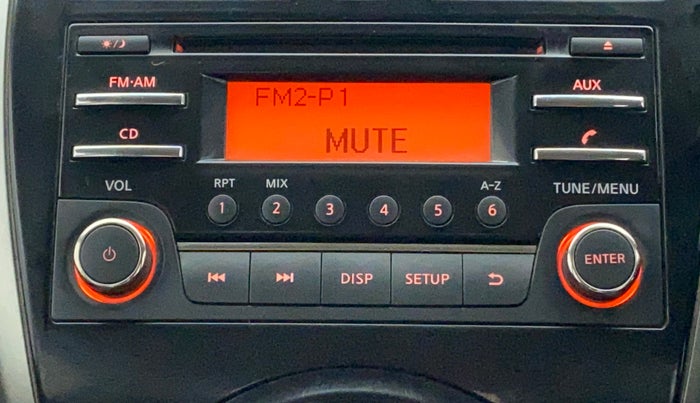 FM•AM
FM2-P1
AUX
CD
MUTE
VOL
RPT MIX A-Z
TUNE/MENU
1 2 3 4 5 6
ENTER
DISP SETUP